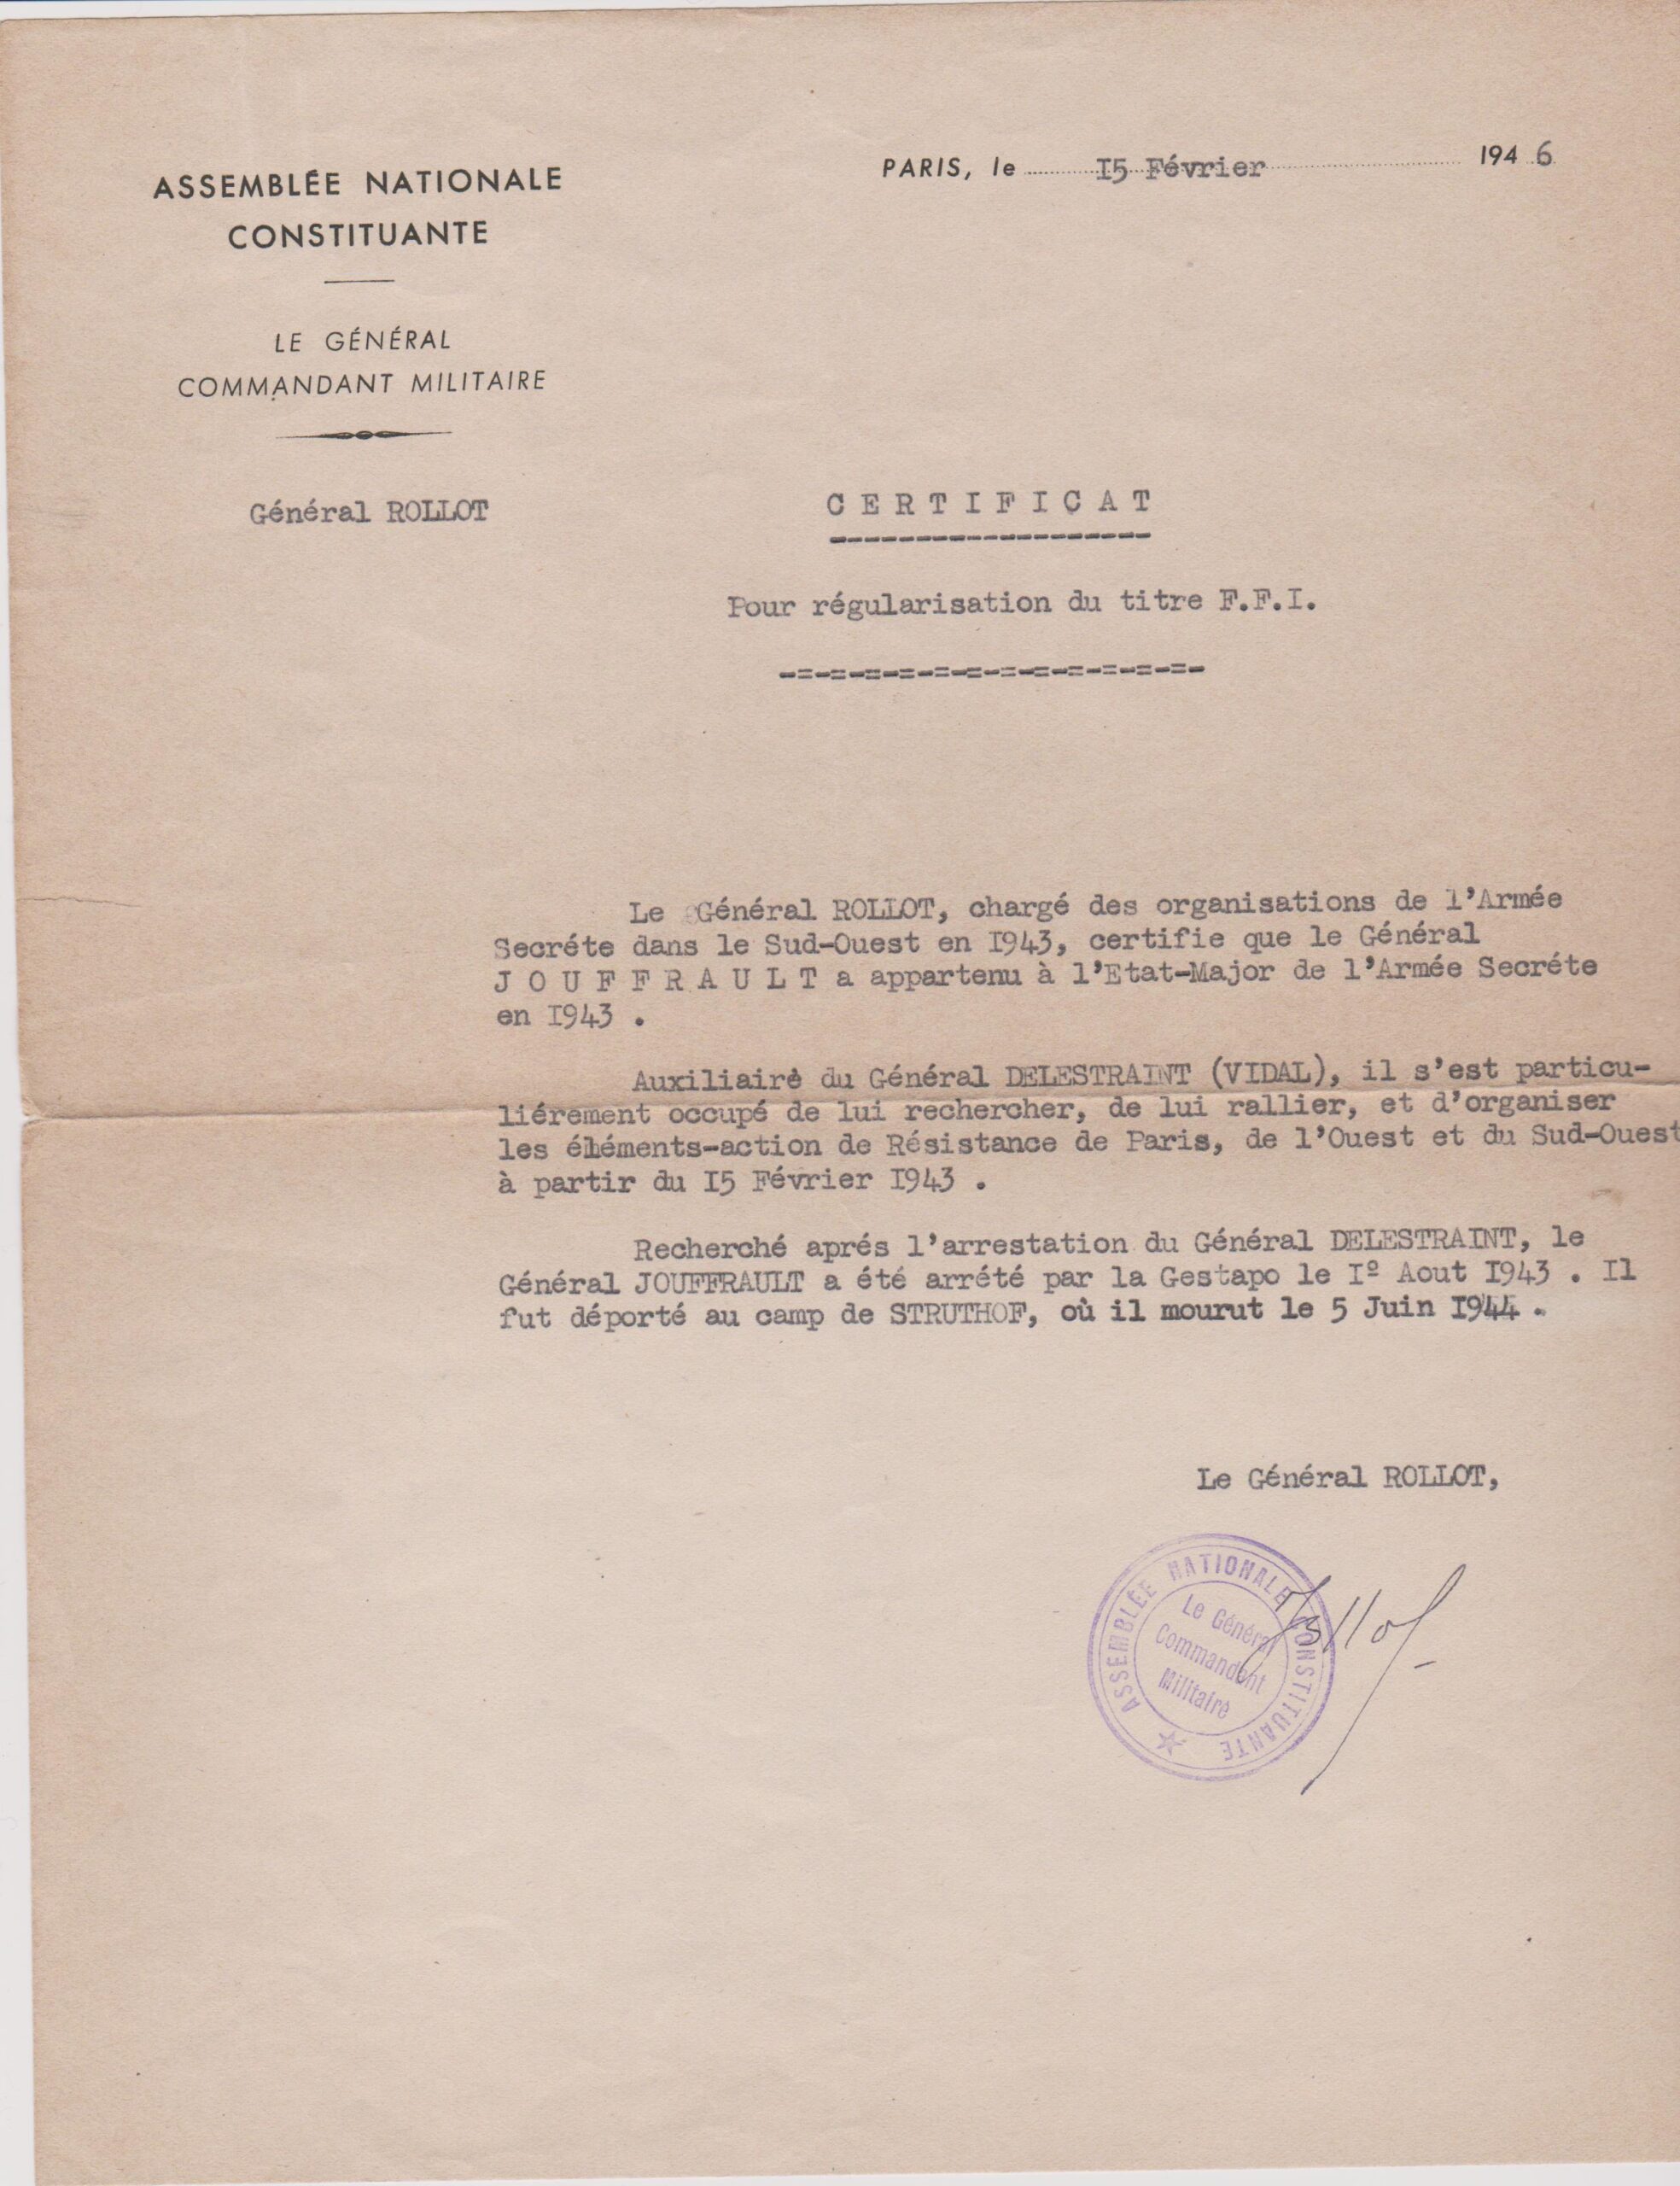 ASSEMBLÉE NATIONALE
CONSTITUANTE
LE GÉNÉRAL
COMMANDANT MILITAIRE
Général ROLLOT
PARIS, le 15 Février 1946
CERTIFICAT
Pour régularisation du titre F.F.I.
-=-=-=-=-=-=-=-=-=-=-=-=-
Le Général ROLLOT, chargé des organisations de l'Armée
Secréte dans le Sud-Ouest en 1943, certifie que le Général
J O U F F R A U L T a appartenu à l'Etat-Major de l'Armée Secréte
en 1943 .
Auxiliaire du Général DELESTRAINT (VIDAL), il s'est particu-
liérement occupé de lui rechercher, de lui rallier, et d'organiser
les éléments-action de Résistance de Paris, de l'Ouest et du Sud-Ouest
à partir du 15 Février 1943 .
Recherché aprés l'arrestation du Général DELESTRAINT, le
Général JOUFFRAULT a été arrété par la Gestapo le Iº Aout 1943 . Il
fut déporté au camp de STRUTHOF, où il mourut le 5 Juin 1944 .
Le Général ROLLOT,
ASSEMBLÉE NATIONALE CONSTITUANTE
Le Général
Commandant
Militaire
Rollot